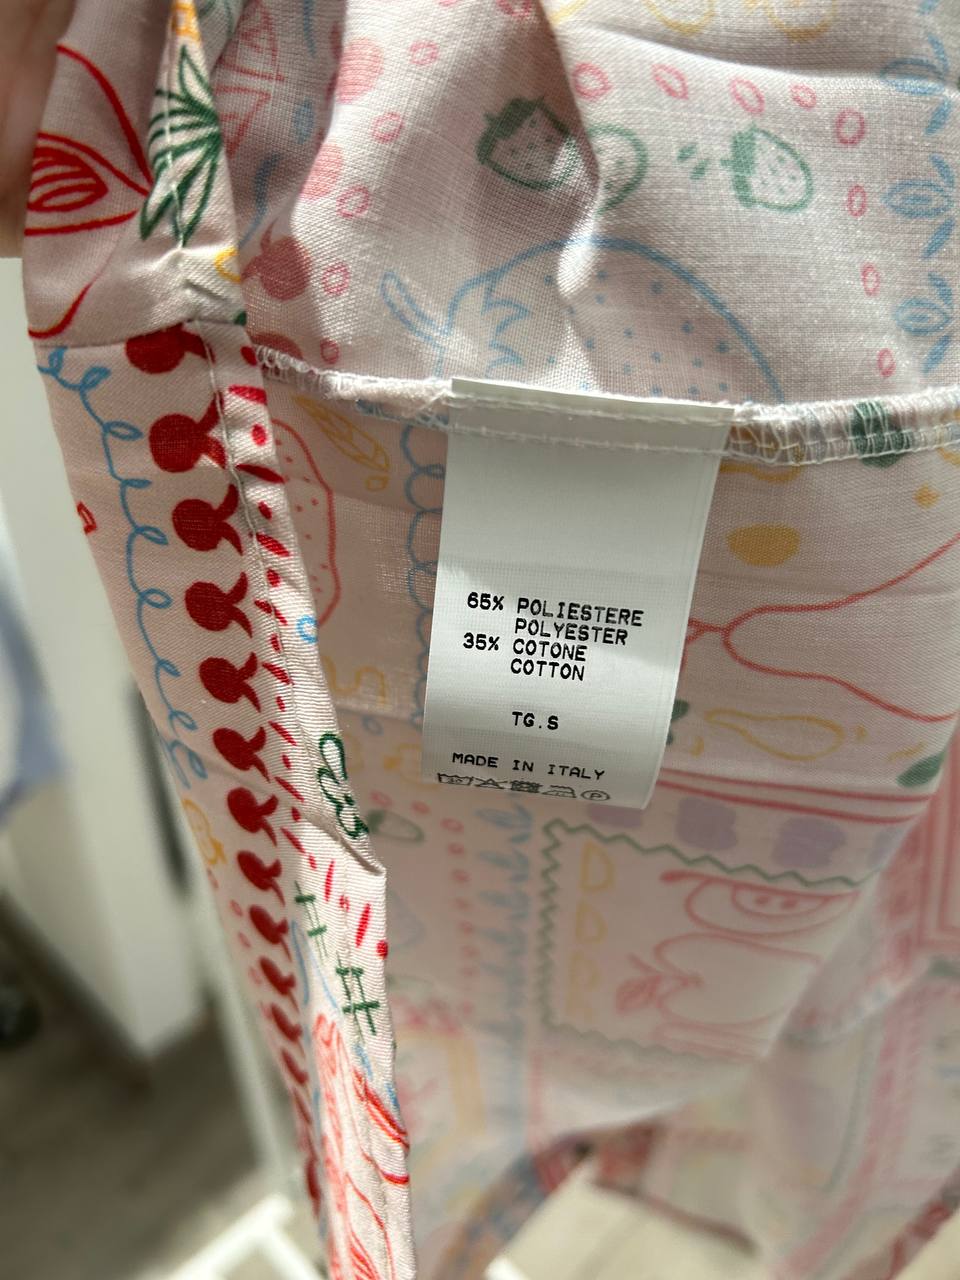 65% POLIESTERE
POLYESTER
35% COTONE
COTTON
TG.S
MADE IN ITALY